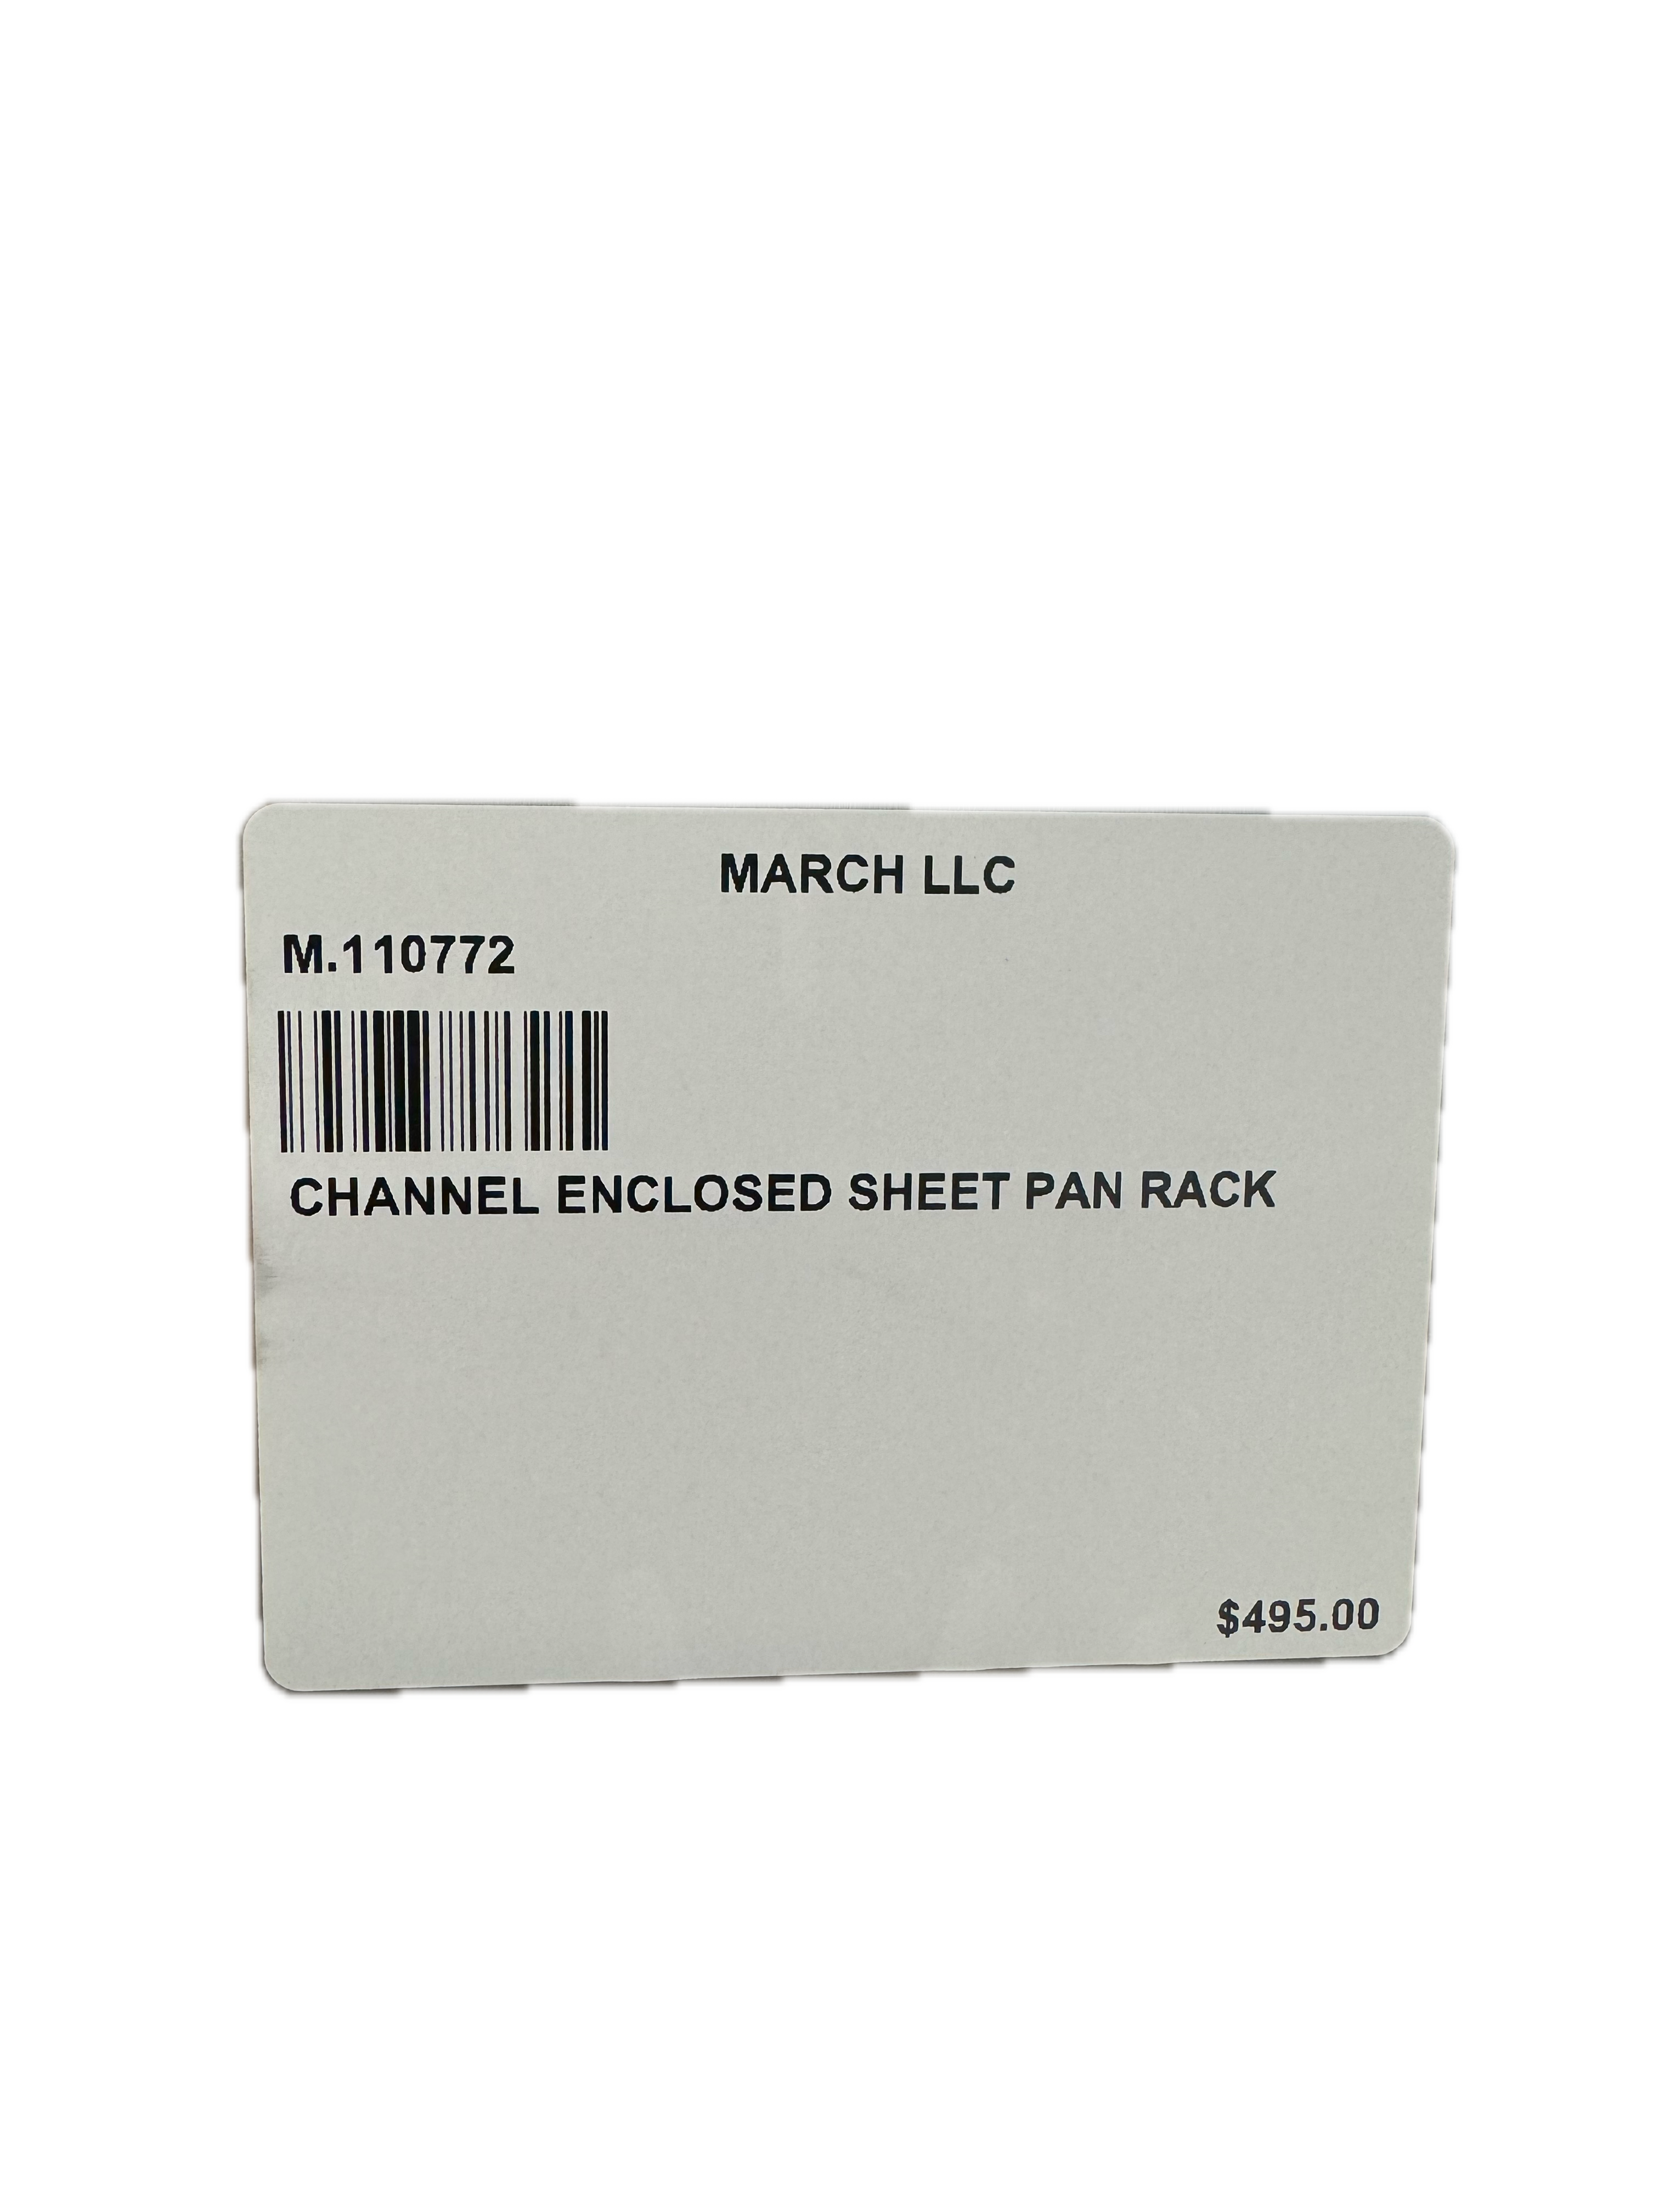 MARCH LLC
M.110772
CHANNEL ENCLOSED SHEET PAN RACK
$495.00